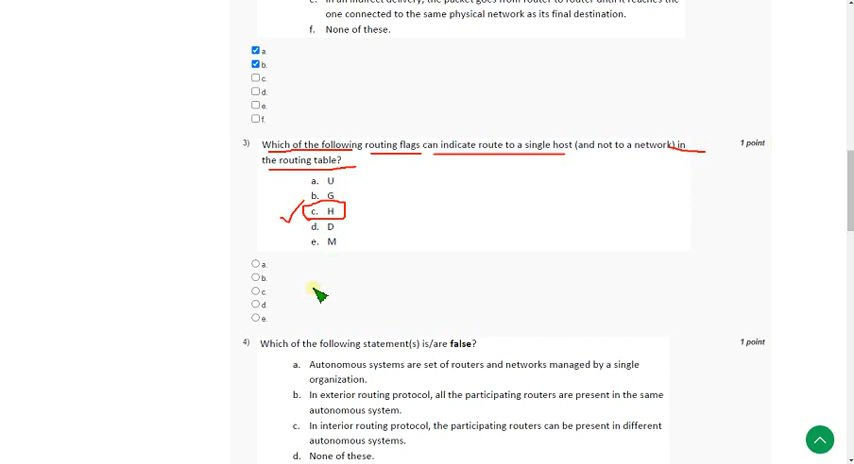 one connected to the same physical network as its final destination.
f. None of these.
a.
b.
c.
d.
e.
f.
3) Which of the following routing flags can indicate route to a single host (and not to a network) in 1 point
the routing table?
a. U
b. G
c. H
d. D
e. M
a.
b.
c.
d.
e.
4) Which of the following statement(s) is/are false? 1 point
a. Autonomous systems are set of routers and networks managed by a single
organization.
b. In exterior routing protocol, all the participating routers are present in the same
autonomous system.
c. In interior routing protocol, the participating routers can be present in different
autonomous systems.
d. None of these.